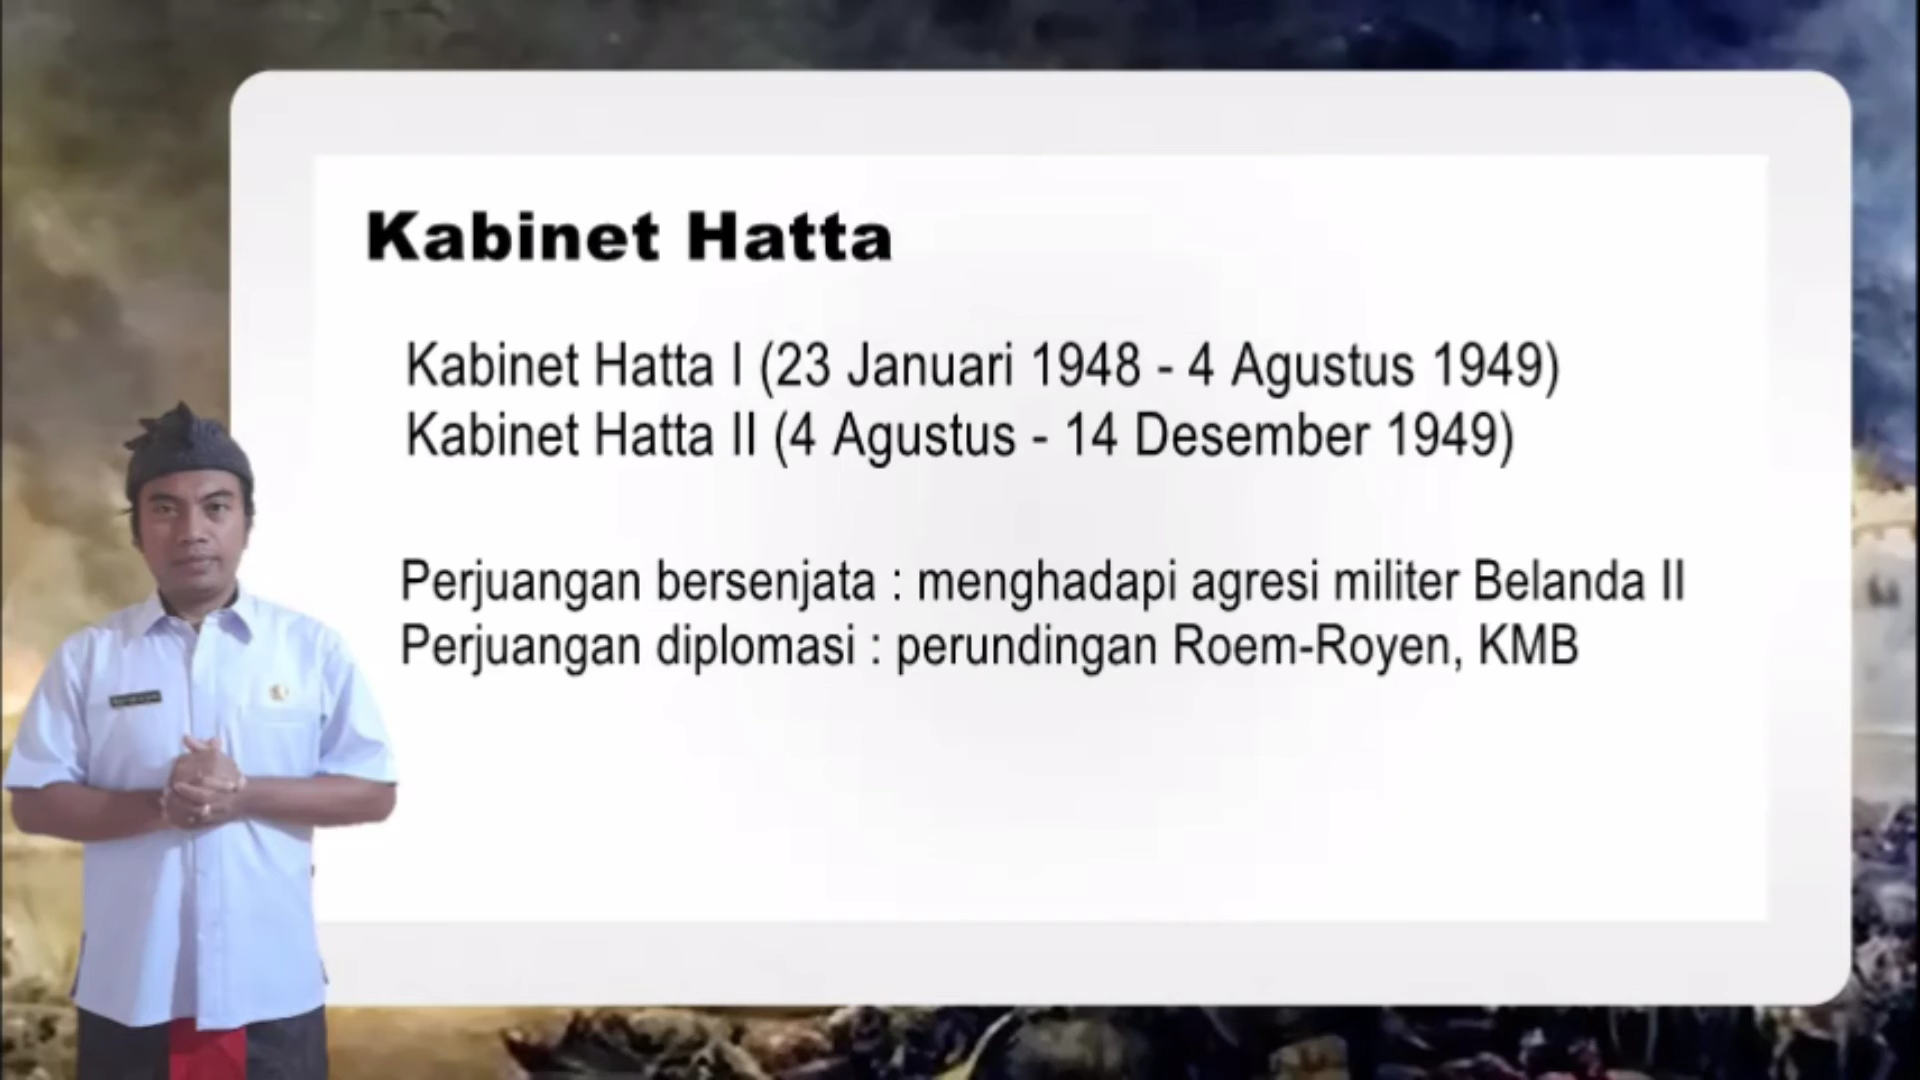 Kabinet Hatta
Kabinet Hatta I (23 Januari 1948 - 4 Agustus 1949)
Kabinet Hatta II (4 Agustus - 14 Desember 1949)
Perjuangan bersenjata : menghadapi agresi militer Belanda II
Perjuangan diplomasi : perundingan Roem-Royen, KMB